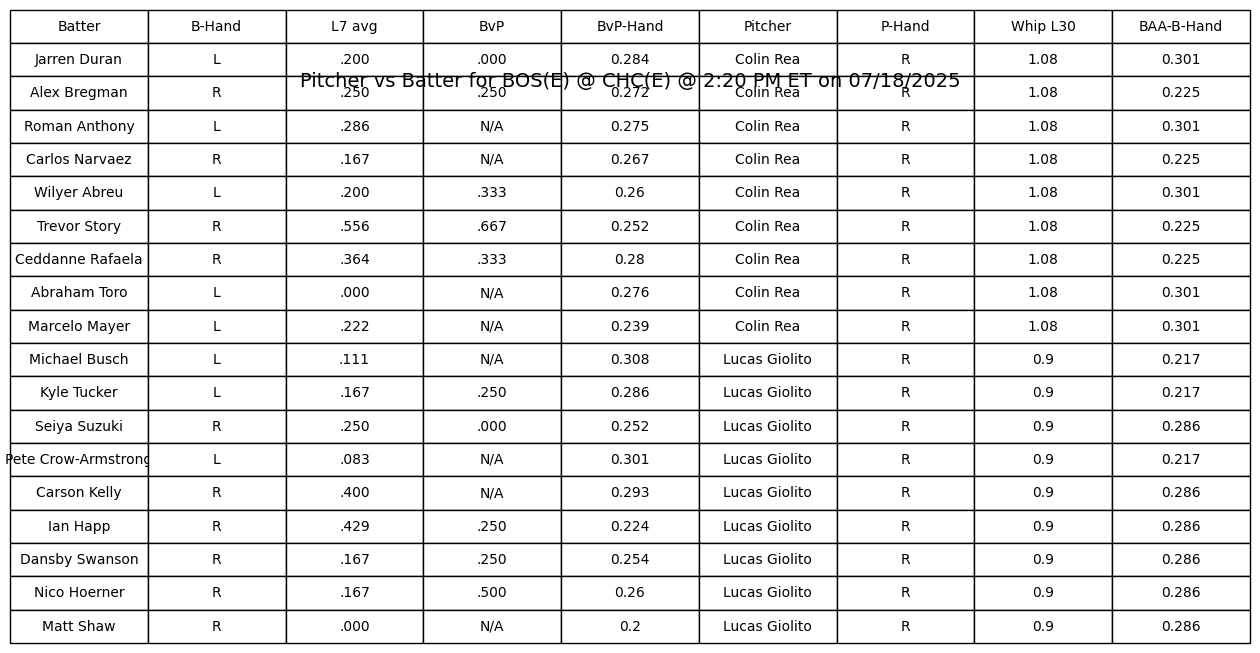 Batter B-Hand L7 avg BvP BvP-Hand Pitcher P-Hand Whip L30 BAA-B-Hand
Jarren Duran L .200 .000 0.284 Colin Rea R 1.08 0.301
Pitcher vs Batter for BOS(E) @ CHC(E) @ 2:20 PM ET on 07/18/2025
Alex Bregman R .250 .250 0.272 Colin Rea R 1.08 0.225
Roman Anthony L .286 N/A 0.275 Colin Rea R 1.08 0.301
Carlos Narvaez R .167 N/A 0.267 Colin Rea R 1.08 0.225
Wilyer Abreu L .200 .333 0.26 Colin Rea R 1.08 0.301
Trevor Story R .556 .667 0.252 Colin Rea R 1.08 0.225
Ceddanne Rafaela R .364 .333 0.28 Colin Rea R 1.08 0.225
Abraham Toro L .000 N/A 0.276 Colin Rea R 1.08 0.301
Marcelo Mayer L .222 N/A 0.239 Colin Rea R 1.08 0.301
Michael Busch L .111 N/A 0.308 Lucas Giolito R 0.9 0.217
Kyle Tucker L .167 .250 0.286 Lucas Giolito R 0.9 0.217
Seiya Suzuki R .250 .000 0.252 Lucas Giolito R 0.9 0.286
Pete Crow-Armstrong L .083 N/A 0.301 Lucas Giolito R 0.9 0.217
Carson Kelly R .400 N/A 0.293 Lucas Giolito R 0.9 0.286
Ian Happ R .429 .250 0.224 Lucas Giolito R 0.9 0.286
Dansby Swanson R .167 .250 0.254 Lucas Giolito R 0.9 0.286
Nico Hoerner R .167 .500 0.26 Lucas Giolito R 0.9 0.286
Matt Shaw R .000 N/A 0.2 Lucas Giolito R 0.9 0.286